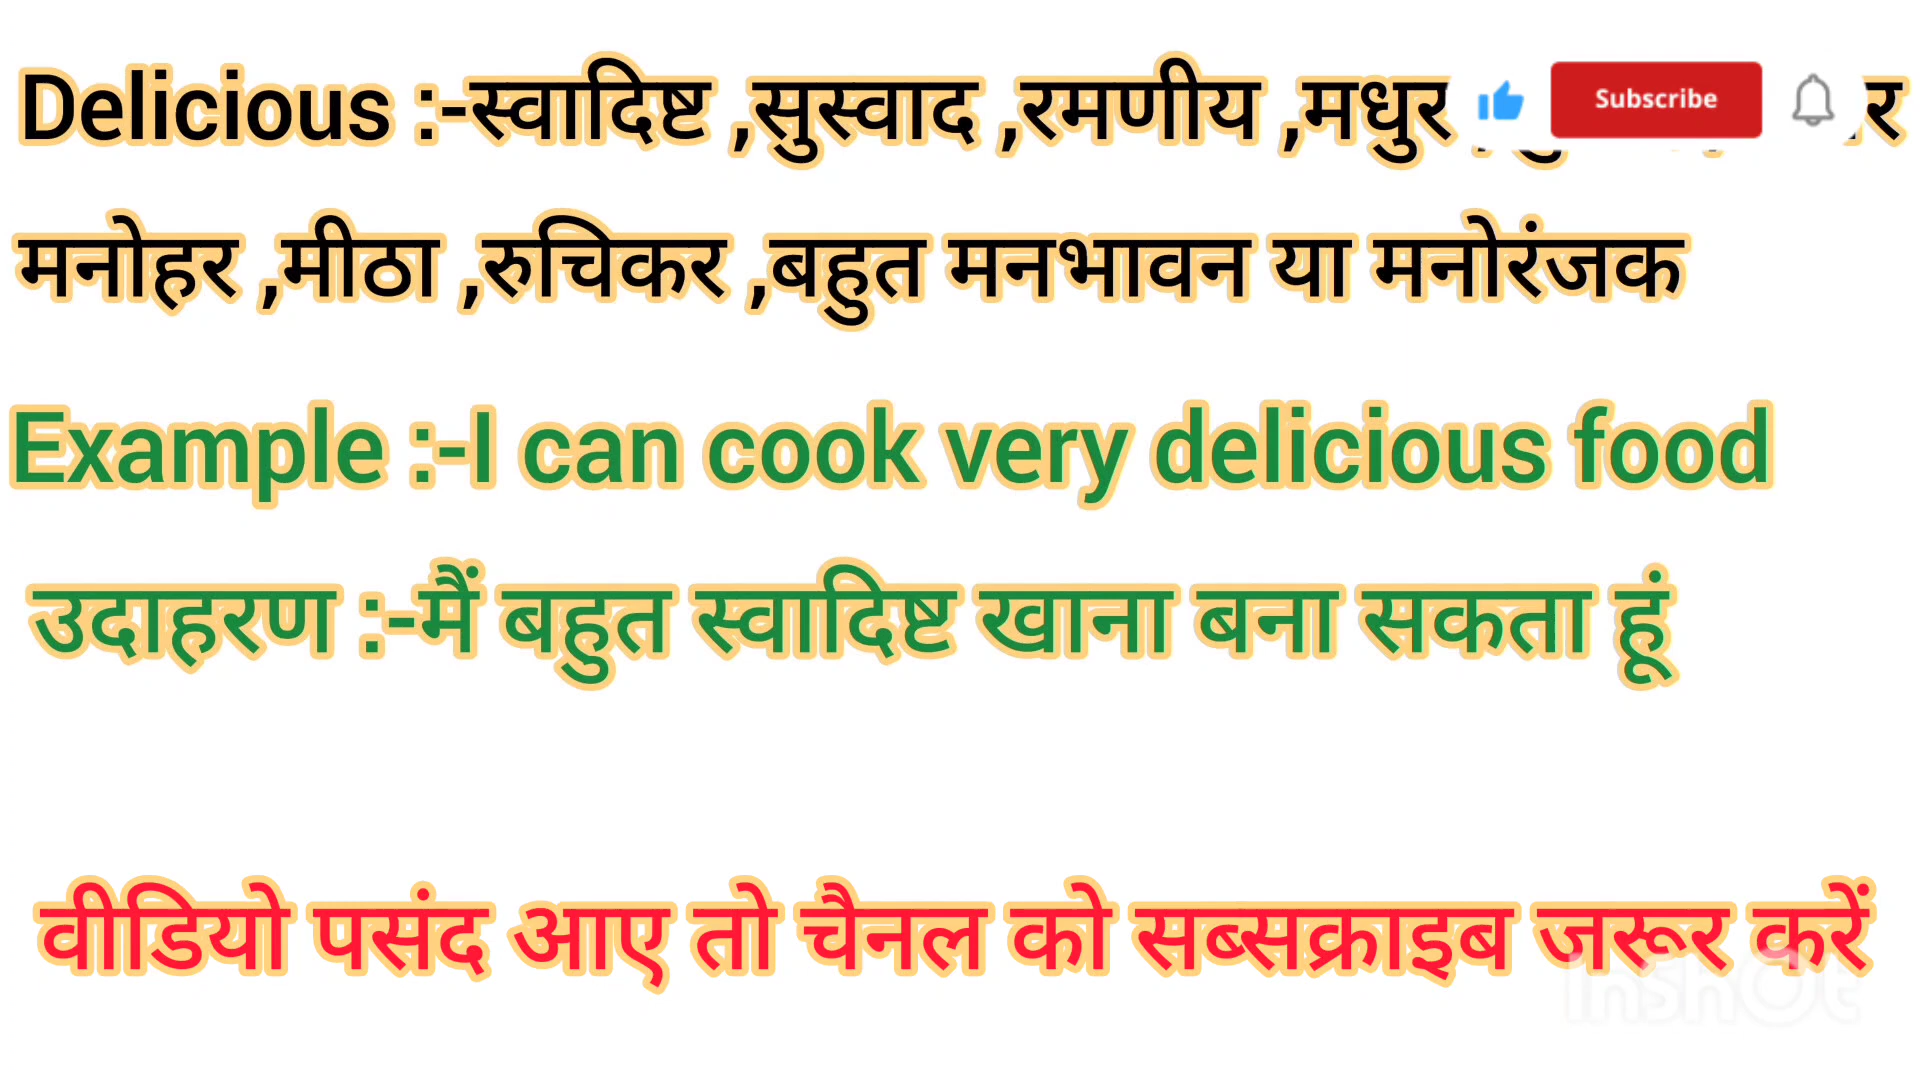 Delicious :-स्वादिष्ट ,सुस्वाद ,रमणीय ,मधुर Subscribe
मनोहर ,मीठा ,रुचिकर ,बहुत मनभावन या मनोरंजक
Example :-I can cook very delicious food
उदाहरण :-मैं बहुत स्वादिष्ट खाना बना सकता हूं
वीडियो पसंद आए तो चैनल को सब्सक्राइब जरूर करें
InShOt